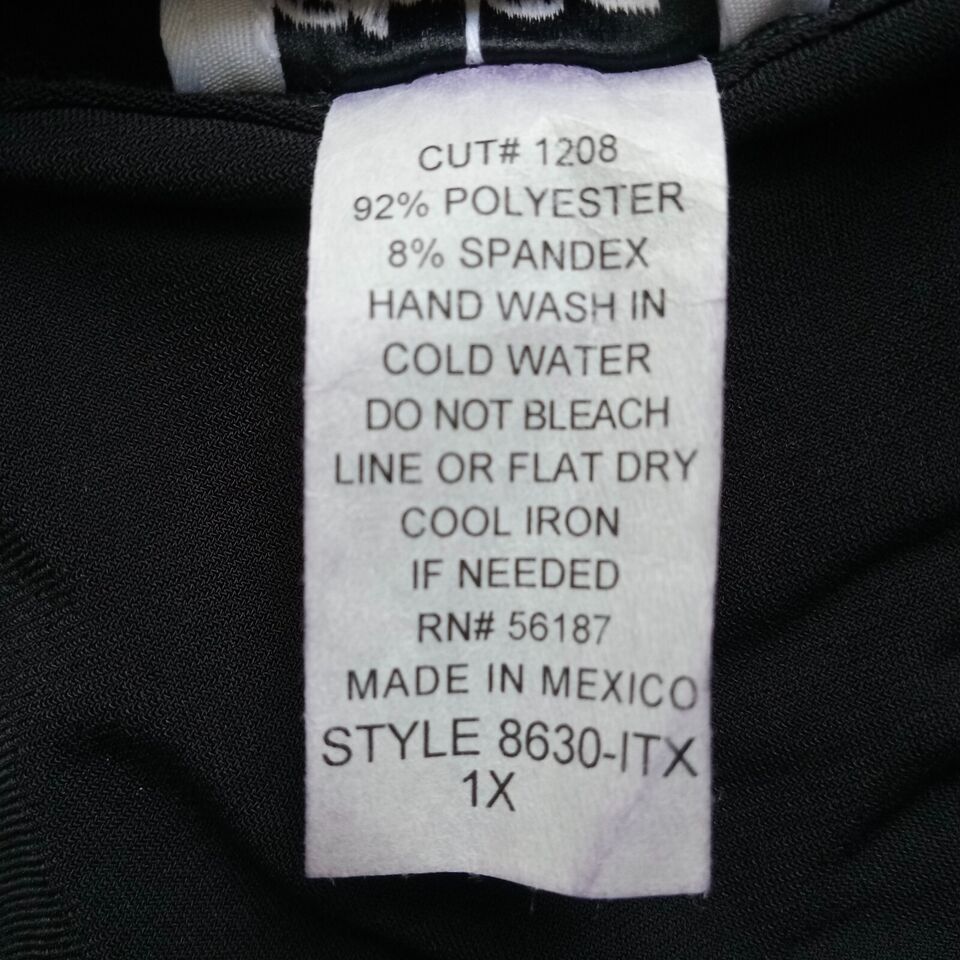 CUT# 1208
92% POLYESTER
8% SPANDEX
HAND WASH IN
COLD WATER
DO NOT BLEACH
LINE OR FLAT DRY
COOL IRON
IF NEEDED
RN# 56187
MADE IN MEXICO
STYLE 8630-ITX
1X